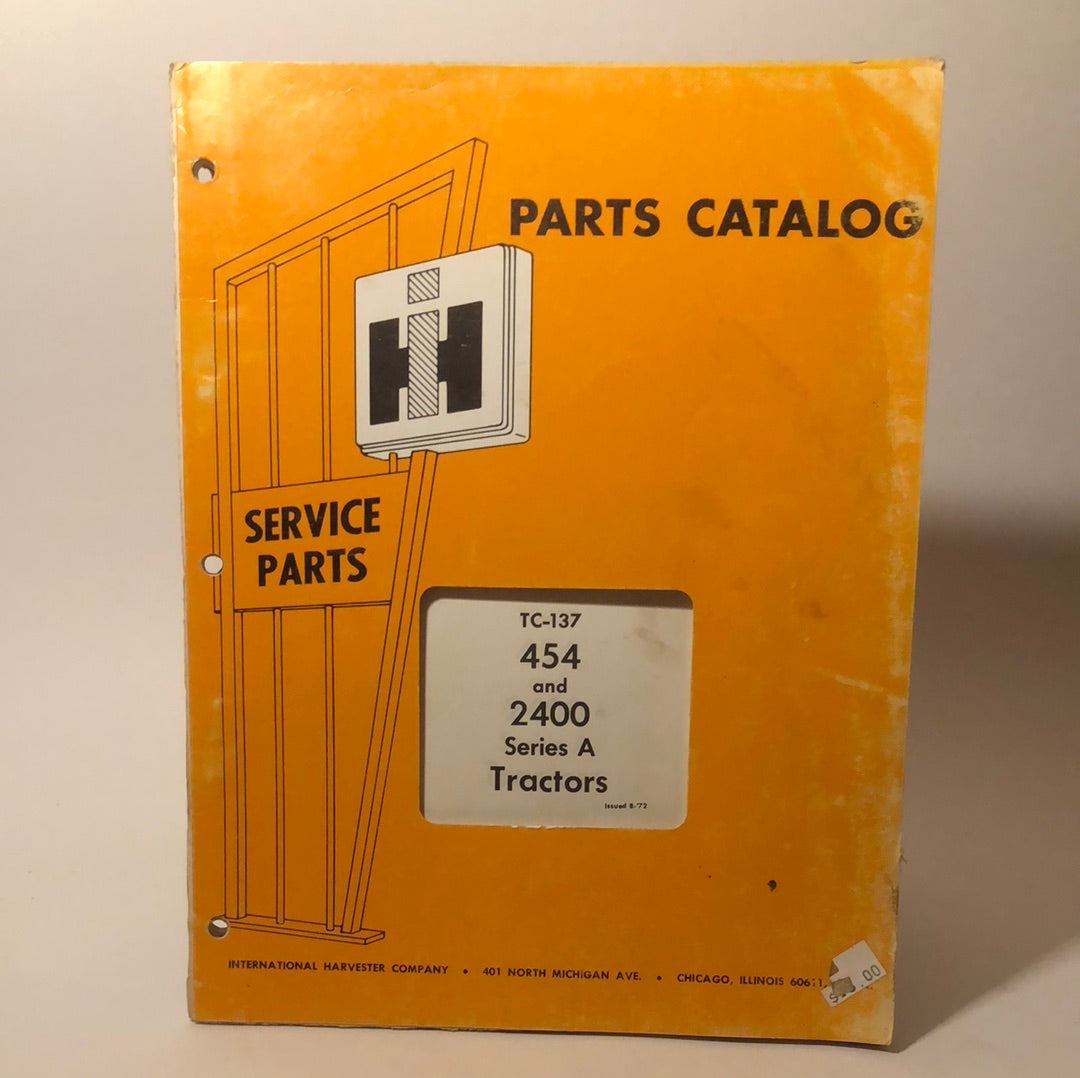 PARTS CATALOG
IH
SERVICE
PARTS
TC-137
454
and
2400
Series A
Tractors
Issued 8-'72
INTERNATIONAL HARVESTER COMPANY • 401 NORTH MICHIGAN AVE. • CHICAGO, ILLINOIS